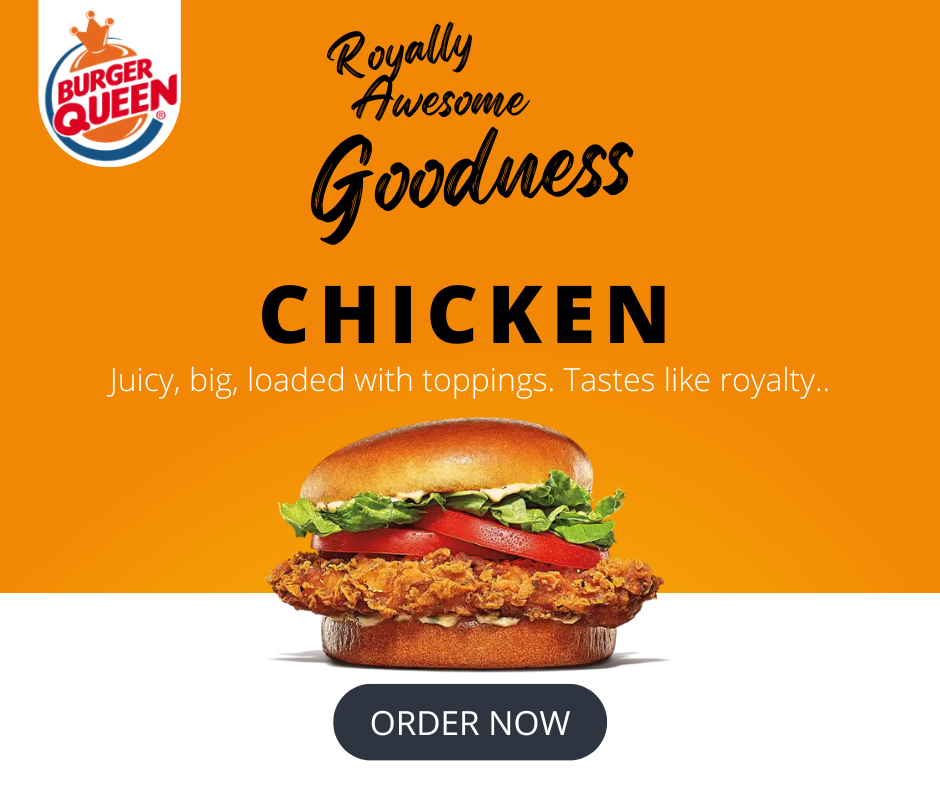 BURGER
QUEEN®
Royally
Awesome
Goodness
CHICKEN
Juicy, big, loaded with toppings. Tastes like royalty..
ORDER NOW